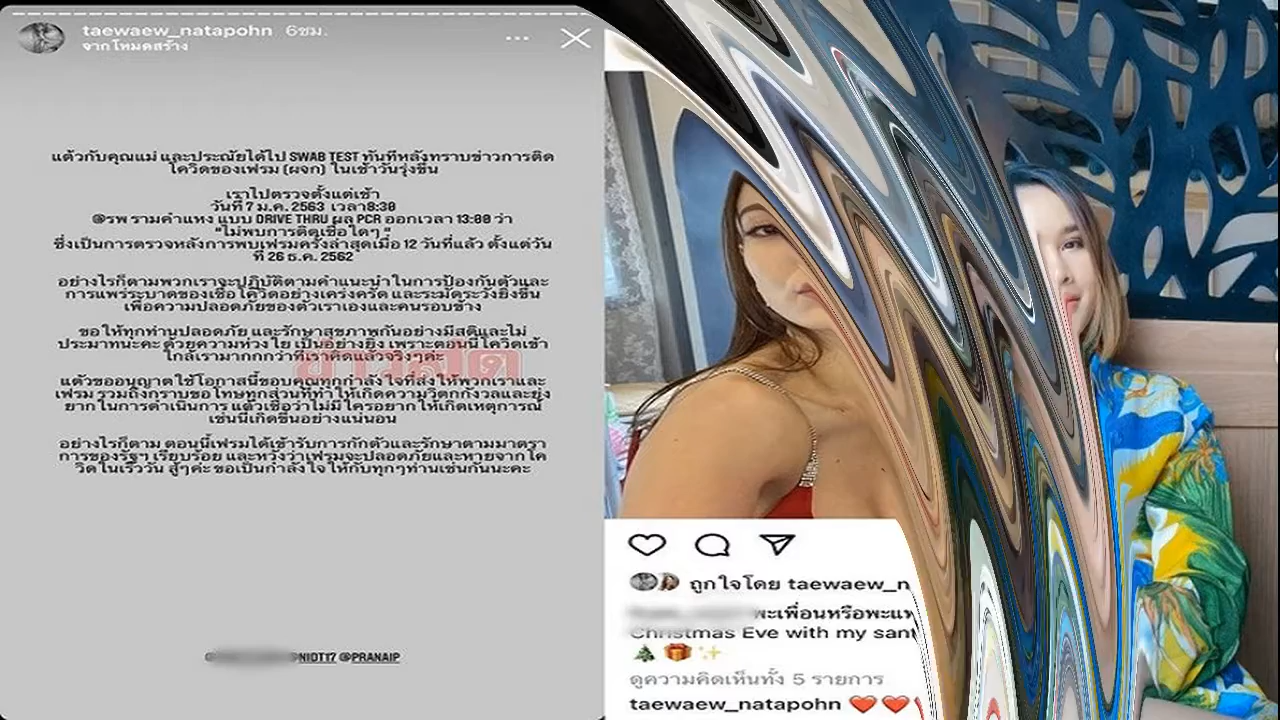 taewaew_natapohn 6ชม.
จากโหมดสร้าง
แต้วกับคุณแม่ และประณัยได้ไป SWAB TEST ทันทีหลังทราบข่าวการติด
โควิดของเฟรม (ผจก) ในเช้าวันรุ่งขึ้น
เราไปตรวจตั้งแต่เช้า
วันที่ 7 ม.ค. 2563 เวลา8:30
@รพ รามคำแหง แบบ DRIVE THRU ผล PCR ออกเวลา 13:00 ว่า
"ไม่พบการติดเชื้อใดๆ "
ซึ่งเป็นการตรวจหลังการพบเฟรมครั้งล่าสุดเมื่อ 12 วันที่แล้ว ตั้งแต่วัน
ที่ 26 ธ.ค. 2562
อย่างไรก็ตามพวกเราจะปฏิบัติตามคำแนะนำในการป้องกันตัวและ
การแพร่ระบาดของเชื้อ โควิดอย่างเคร่งครัด และระมัดระวังยิ่งขึ้น
เพื่อความปลอดภัยของตัวเราเองและคนรอบข้าง
ขอให้ทุกท่านปลอดภัย และรักษาสุขภาพกันอย่างมีสติและไม่
ประมาทนะคะ ด้วยความห่วงใย เป็นอย่างยิ่ง เพราะตอนนี้โควิดเข้า
ใกล้เรามากกกกว่าที่เราคิดแล้วจริงๆค่ะ
ข่าวสด
แต้วขออนุญาตใช้โอกาสนี้ขอบคุณทุกกำลังใจที่ส่งให้พวกเราและ
เฟรม รวมถึงกราบขอโทษทุกส่วนที่ทำให้เกิดความวิตกกังวลและยุ่ง
ยากในการดำเนินการ แต้วเชื่อว่าไม่มีใครอยากให้เกิดเหตุการณ์
เช่นนี้เกิดขึ้นอย่างแน่นอน
อย่างไรก็ตาม ตอนนี้เฟรมได้เข้ารับการกักตัวและรักษาตามมาตรา
การของรัฐฯ เรียบร้อย และหวังว่าเฟรมจะปลอดภัยและหายจากโค
วิดในเร็ววัน สู้ๆค่ะ ขอเป็นกำลังใจให้กับทุกๆท่านเช่นกันนะคะ
NIDT17 @PRANAIP
ถูกใจโดย taewaew_n
พะเพื่อนหรือพะแฟ
Christmas Eve with my sant
ดูความคิดเห็นทั้ง 5 รายการ
taewaew_natapohn